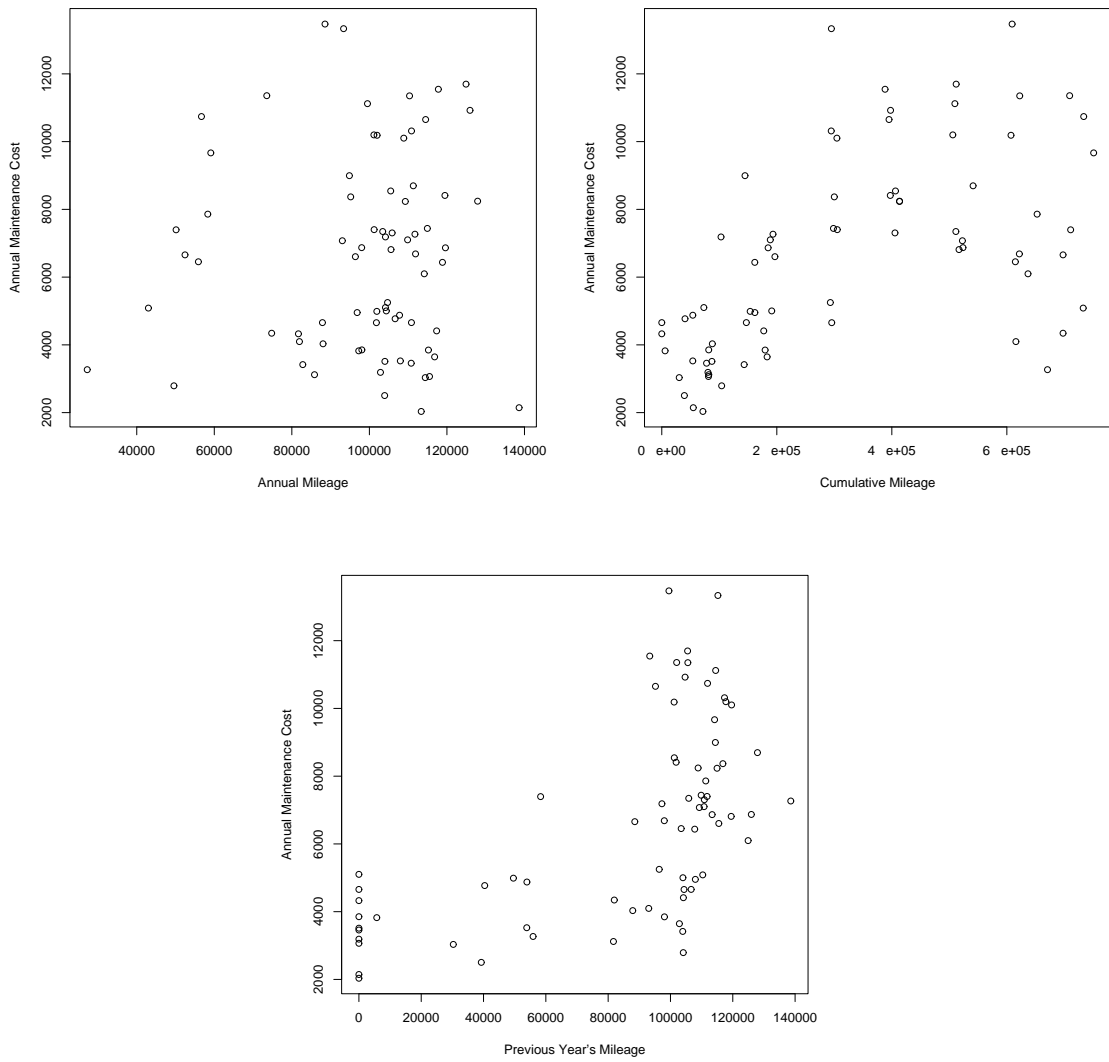 12000
10000
8000
6000
4000
2000
Annual Maintenance Cost
40000 60000 80000 100000 120000 140000
Annual Mileage
12000
10000
8000
6000
4000
2000
Annual Maintenance Cost
0 e+00 2 e+05 4 e+05 6 e+05
Cumulative Mileage
12000
10000
8000
6000
4000
2000
Annual Maintenance Cost
0 20000 40000 60000 80000 100000 120000 140000
Previous Year's Mileage